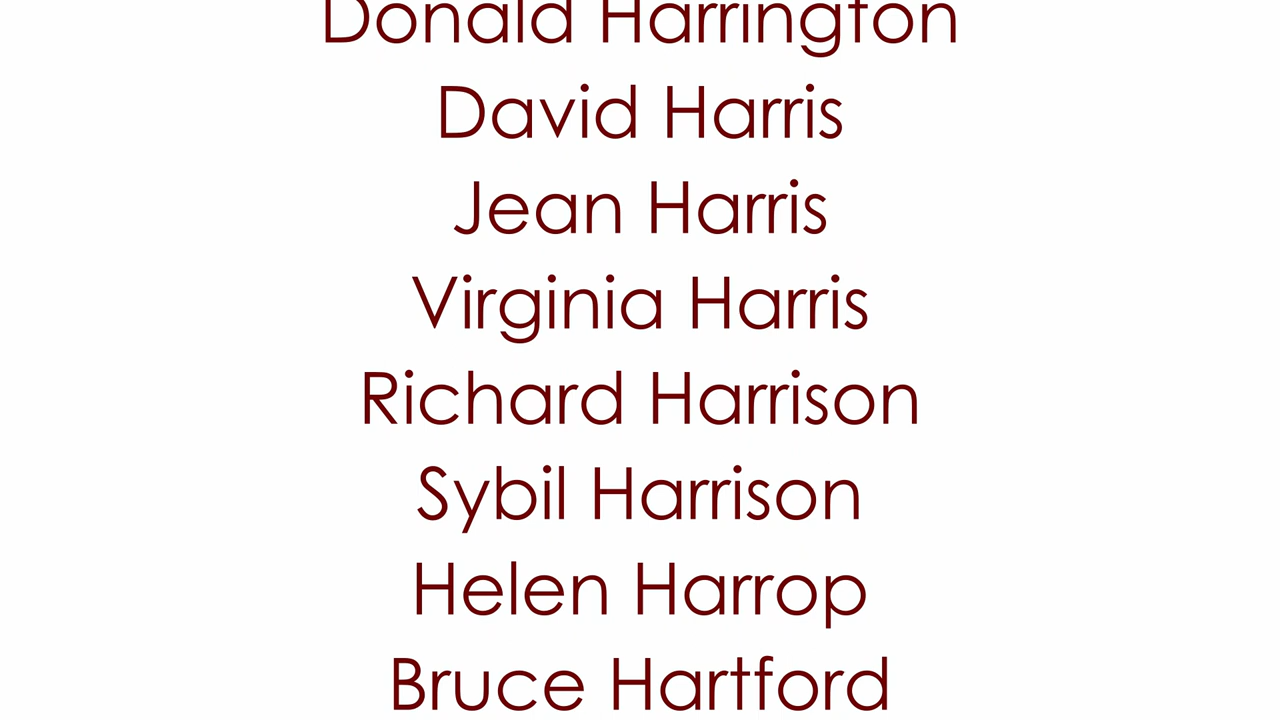 Donald Harrington
David Harris
Jean Harris
Virginia Harris
Richard Harrison
Sybil Harrison
Helen Harrop
Bruce Hartford